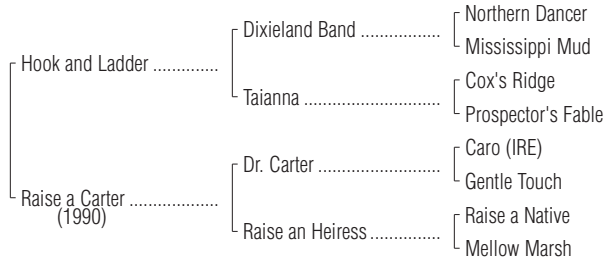 Northern Dancer
Dixieland Band ..................
Mississippi Mud
Hook and Ladder ..............
Cox's Ridge
Taianna ..............................
Prospector's Fable
Caro (IRE)
Dr. Carter ...........................
Gentle Touch
Raise a Carter ...................
(1990)
Raise a Native
Raise an Heiress ...............
Mellow Marsh